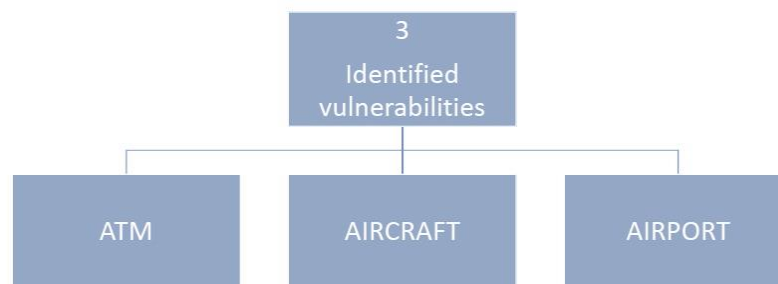 3
Identified
vulnerabilities
ATM
AIRCRAFT
AIRPORT